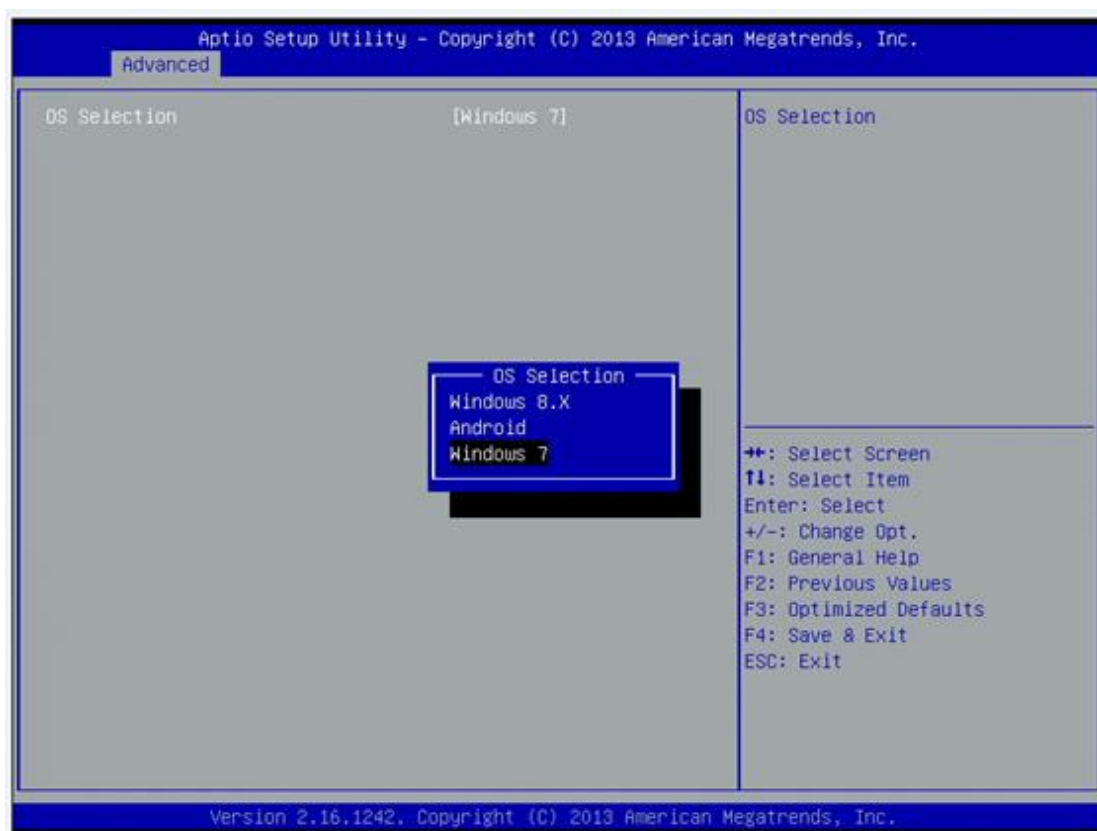 Aptio Setup Utility – Copyright (C) 2013 American Megatrends, Inc.
Advanced
OS Selection [Windows 7]
OS Selection
OS Selection
Windows 8.X
Android
Windows 7
→←: Select Screen
↑↓: Select Item
Enter: Select
+/-: Change Opt.
F1: General Help
F2: Previous Values
F3: Optimized Defaults
F4: Save & Exit
ESC: Exit
Version 2.16.1242. Copyright (C) 2013 American Megatrends, Inc.